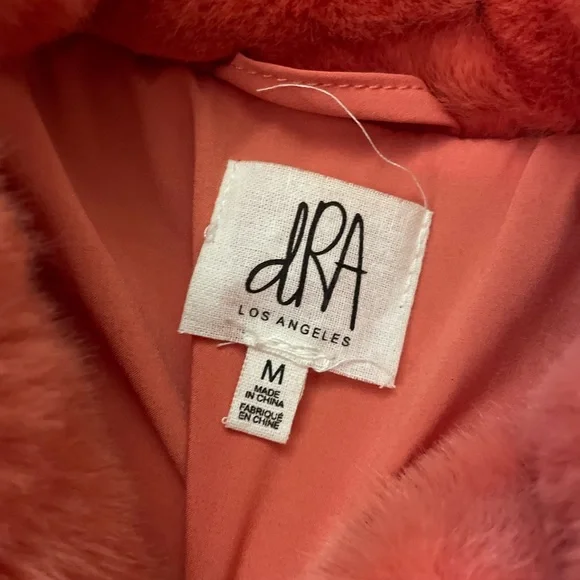 dRA
LOS ANGELES
M
MADE
IN CHINA
FABRIQUÉ
EN CHINE